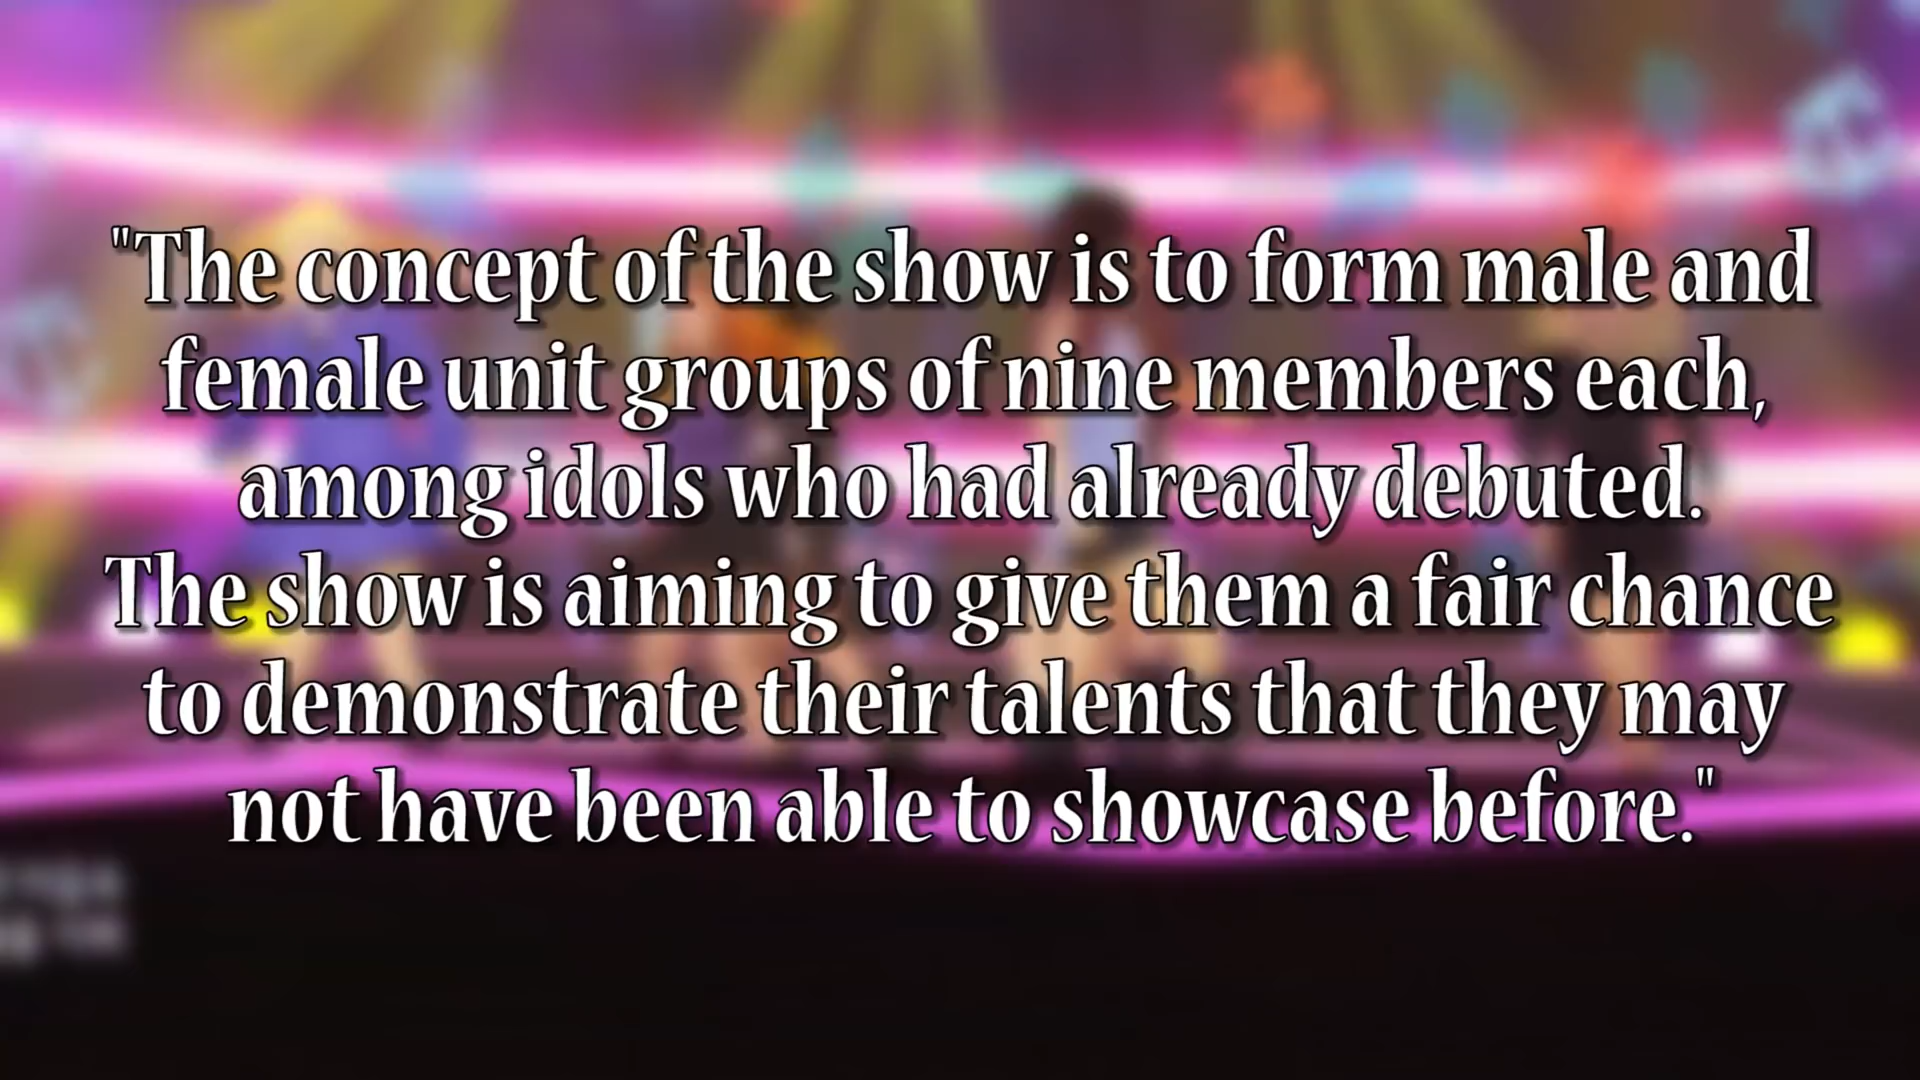 "The concept of the show is to form male and
female unit groups of nine members each,
among idols who had already debuted.
The show is aiming to give them a fair chance
to demonstrate their talents that they may
not have been able to showcase before."